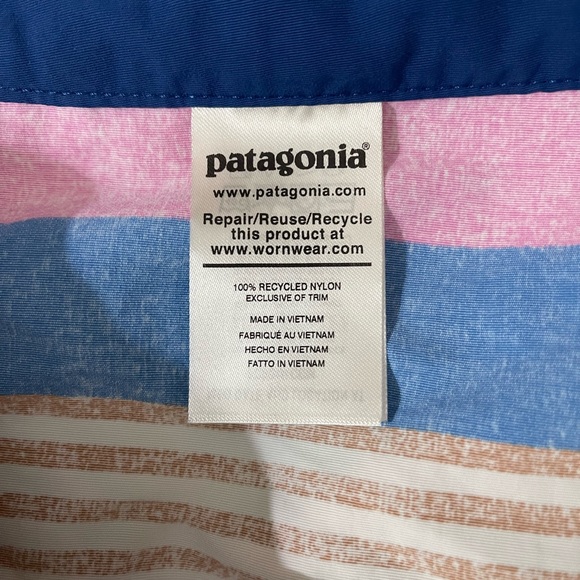 patagonia®
www.patagonia.com
Repair/Reuse/Recycle
this product at
www.wornwear.com
100% RECYCLED NYLON
EXCLUSIVE OF TRIM
MADE IN VIETNAM
FABRIQUÉ AU VIETNAM
HECHO EN VIETNAM
FATTO IN VIETNAM